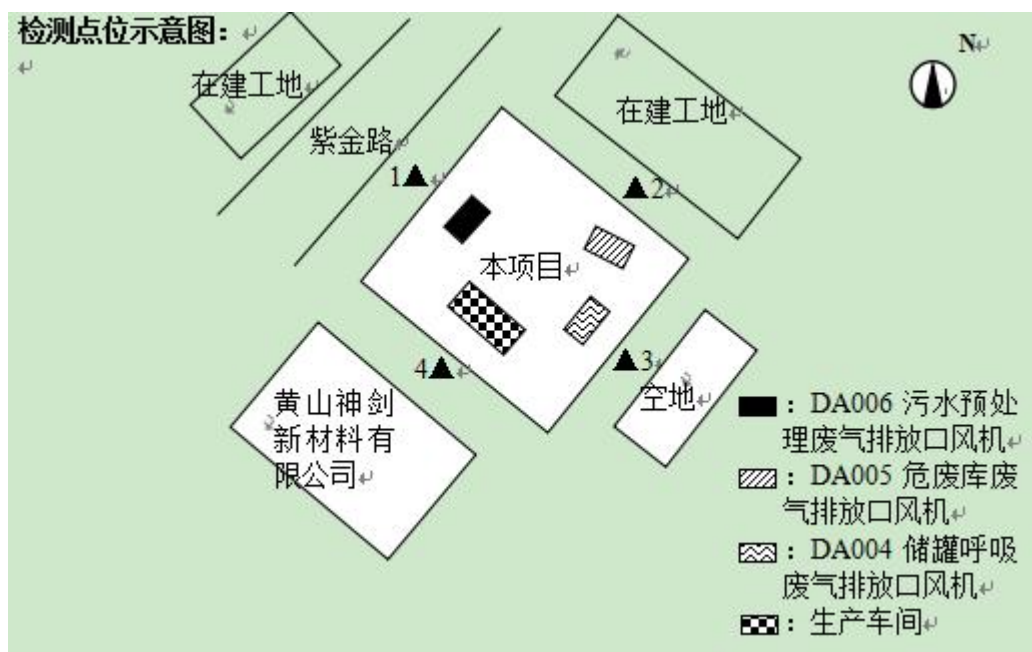 检测点位示意图：
N
在建工地
在建工地
紫金路
1▲
▲2
本项目
4▲
▲3
空地
黄山神剑
新材料有
限公司
：DA006 污水预处
理废气排放口风机
：DA005 危废库废
气排放口风机
：DA004 储罐呼吸
废气排放口风机
：生产车间